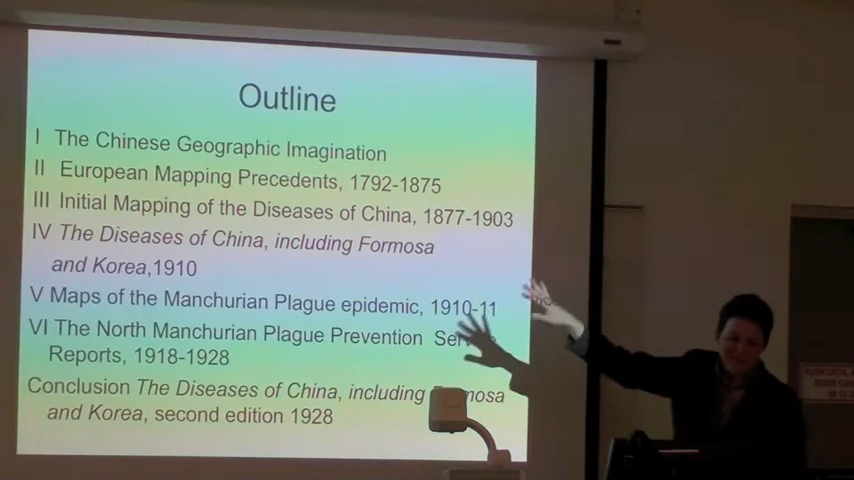 Outline
I The Chinese Geographic Imagination
II European Mapping Precedents, 1792-1875
III Initial Mapping of the Diseases of China, 1877-1903
IV The Diseases of China, including Formosa
and Korea,1910
V Maps of the Manchurian Plague epidemic, 1910-11
VI The North Manchurian Plague Prevention
Reports, 1918-1928
Conclusion The Diseases of China, including
and Korea, second edition 1928